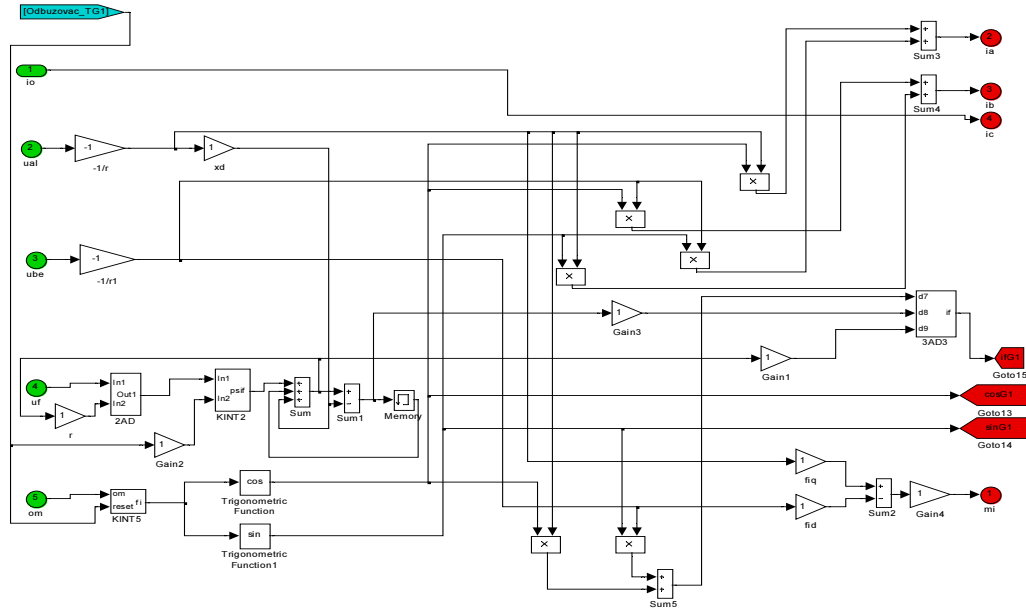 [Odbuzovac_TG1]
1
io
2
ual
-1
-1/r
1
xd
3
ube
-1
-1/r1
+
+
Sum3
2
ia
+
+
Sum4
3
ib
4
ic
×
×
×
×
1
Gain3
d7
d8
d9
if
3AD3
1
Gain1
ifG1
Goto15
cosG1
Goto13
sinG1
Goto14
4
uf
1
r
In1
In2
Out1
2AD
1
Gain2
In1
In2
psif
KINT2
Sum
+
−
Sum1
Memory
5
om
om
reset
fi
KINT5
cos
Trigonometric
Function
sin
Trigonometric
Function1
×
×
+
+
Sum5
1
fiq
1
fid
+
−
Sum2
1
Gain4
1
mi